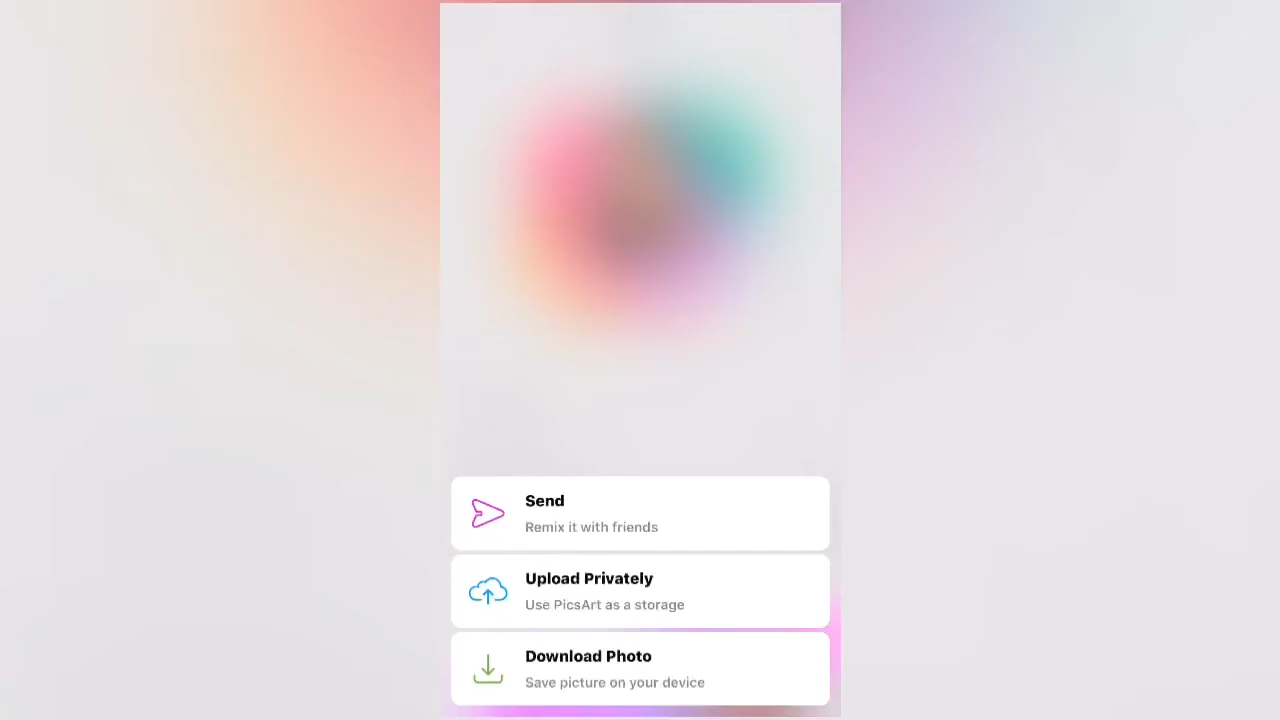 Send
Remix it with friends
Upload Privately
Use PicsArt as a storage
Download Photo
Save picture on your device